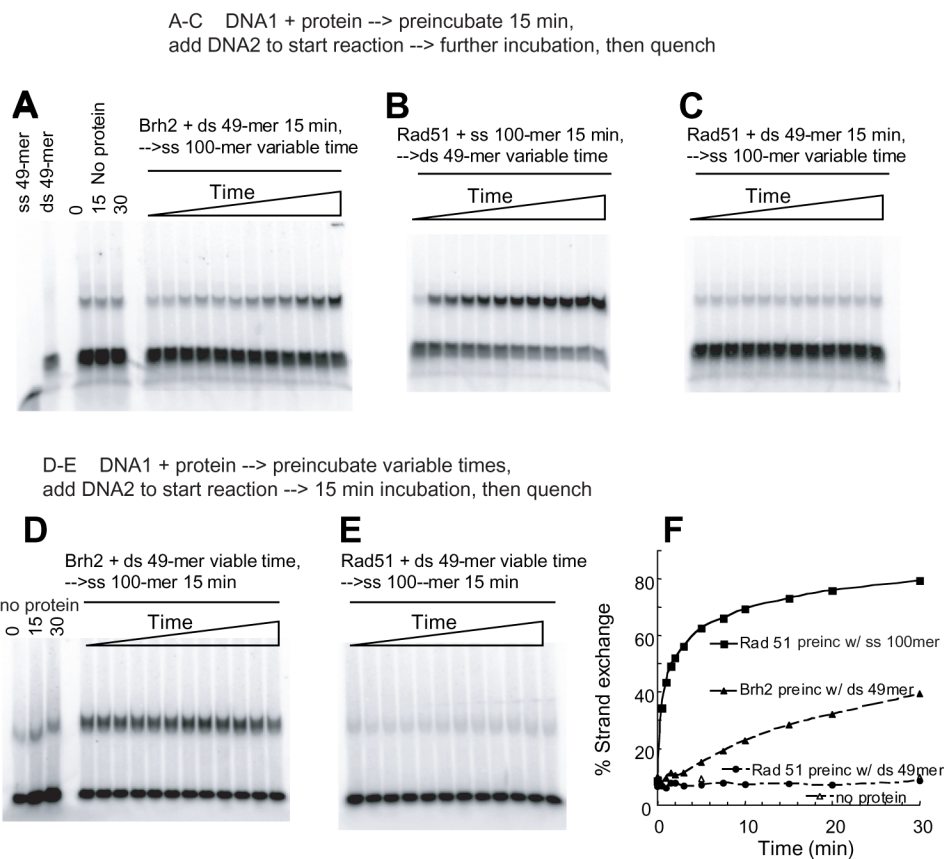 A-C DNA1 + protein --> preincubate 15 min,
add DNA2 to start reaction --> further incubation, then quench
A
ss 49-mer
ds 49-mer
0
15
30
No protein
Brh2 + ds 49-mer 15 min,
-->ss 100-mer variable time
Time
B
Rad51 + ss 100-mer 15 min,
-->ds 49-mer variable time
Time
C
Rad51 + ds 49-mer 15 min,
-->ss 100-mer variable time
Time
D-E DNA1 + protein --> preincubate variable times,
add DNA2 to start reaction --> 15 min incubation, then quench
D
Brh2 + ds 49-mer viable time,
-->ss 100-mer 15 min
no protein
0
15
30
Time
E
Rad51 + ds 49-mer viable time
-->ss 100--mer 15 min
Time
F
% Strand exchange
80
60
40
20
0
Rad 51 preinc w/ ss 100mer
Brh2 preinc w/ ds 49mer
Rad 51 preinc w/ ds 49mer
no protein
0 10 20 30
Time (min)